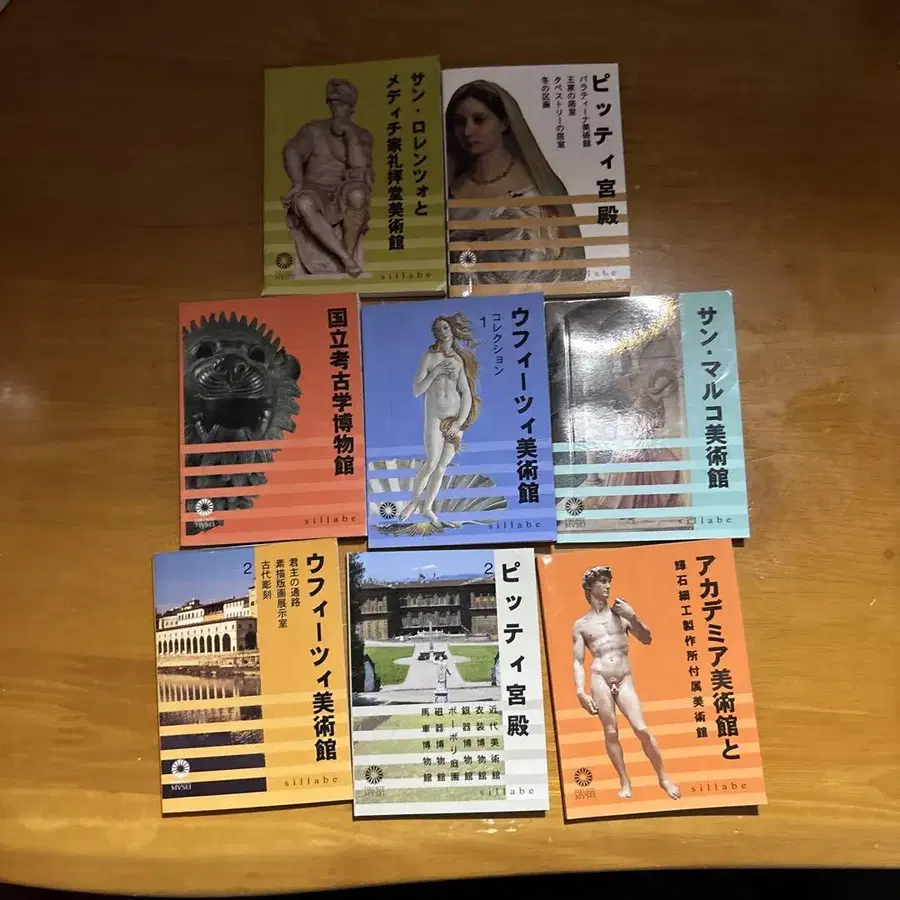 サン・ロレンツォと
メディチ家礼拝堂美術館
MVSEI
sillabe
ピッティ宮殿
パラティーナ美術館
王家の居室
タペストリーの居室
冬の区画
国立考古学博物館
MVSEI
sillabe
ウフィーツィ美術館
コレクション
1
MVSEI
sillabe
サン・マルコ美術館
MVSEI
sillabe
2
ウフィーツィ美術館
君主の通路
素描版画展示室
古代彫刻
MVSEI
sillabe
2
ピッティ宮殿
近代美術館
衣装博物館
銀器博物館
ボーボリ庭園
磁器博物館
馬車博物館
sillabe
アカデミア美術館と
輝石細工製作所付属美術館
MVSEI
sillabe